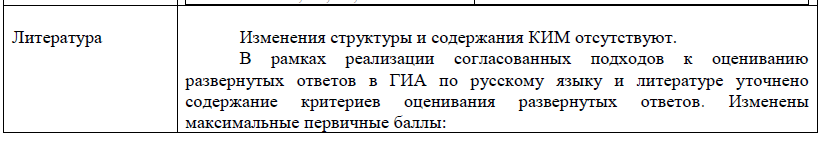 Литература
Изменения структуры и содержания КИМ отсутствуют.
В рамках реализации согласованных подходов к оцениванию
развернутых ответов в ГИА по русскому языку и литературе уточнено
содержание критериев оценивания развернутых ответов. Изменены
максимальные первичные баллы: